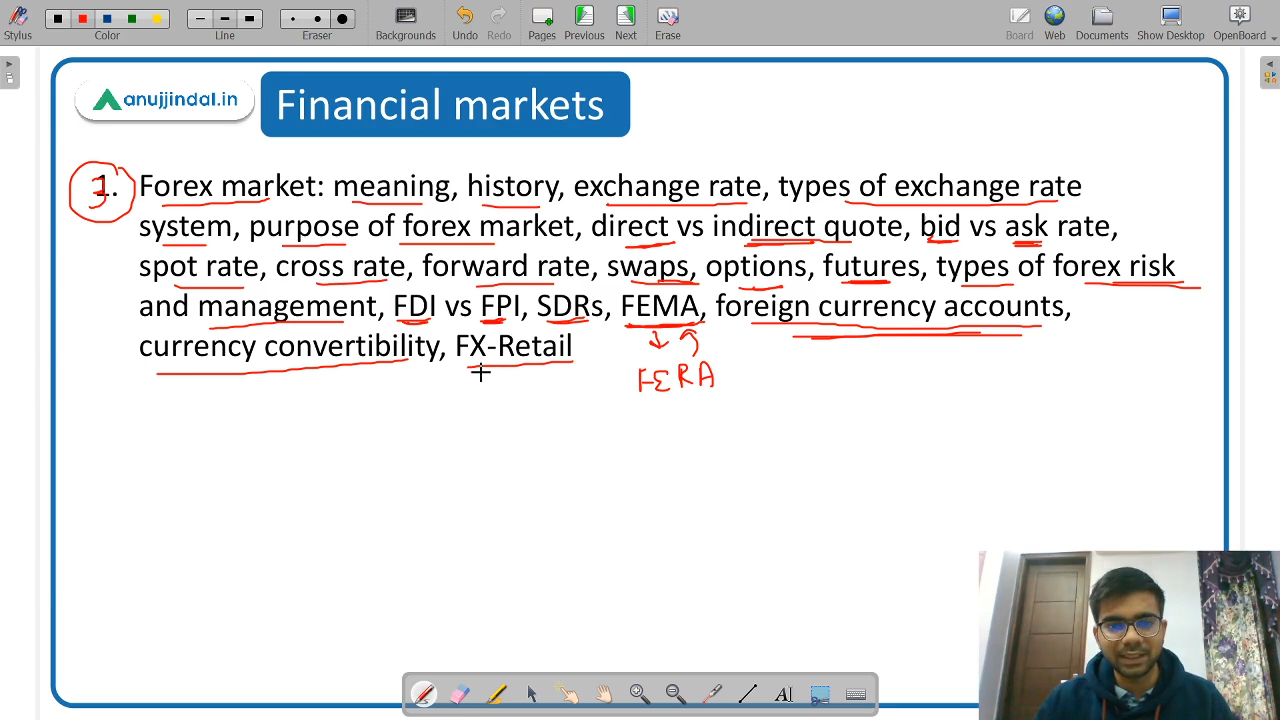 Stylus
Color
Line
Eraser
Backgrounds
Undo
Redo
Pages
Previous
Next
Erase
Board
Web
Documents
Show Desktop
OpenBoard
anujjindal.in
Financial markets
3
1. Forex market: meaning, history, exchange rate, types of exchange rate
system, purpose of forex market, direct vs indirect quote, bid vs ask rate,
spot rate, cross rate, forward rate, swaps, options, futures, types of forex risk
and management, FDI vs FPI, SDRs, FEMA, foreign currency accounts,
currency convertibility, FX-Retail
FERA
AI